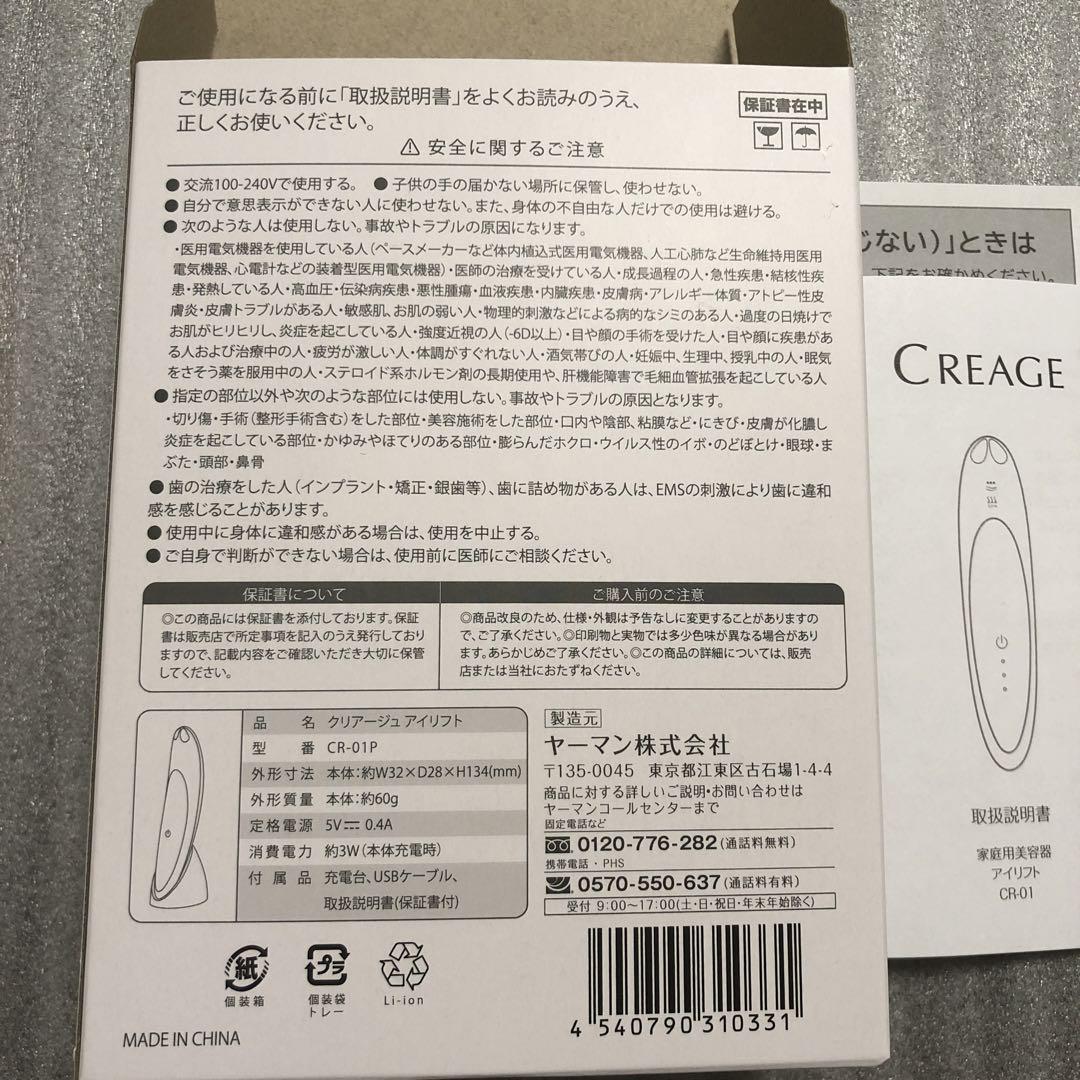 ご使用になる前に「取扱説明書」をよくお読みのうえ、
正しくお使いください。
保証書在中
⚠ 安全に関するご注意
●交流100-240Vで使用する。 ●子供の手の届かない場所に保管し、使わせない。
●自分で意思表示ができない人に使わせない。また、身体の不自由な人だけでの使用は避ける。
●次のような人は使用しない。事故やトラブルの原因になります。
・医用電気機器を使用している人（ペースメーカーなど体内植込式医用電気機器、人工心肺など生命維持用医用
電気機器、心電計などの装着型医用電気機器）・医師の治療を受けている人・成長過程の人・急性疾患・結核性疾
患・発熱している人・高血圧・伝染病疾患・悪性腫瘍・血液疾患・内臓疾患・皮膚病・アレルギー体質・アトピー性皮
膚炎・皮膚トラブルがある人・敏感肌、お肌の弱い人・物理的刺激などによる病的なシミのある人・過度の日焼けで
お肌がヒリヒリし、炎症を起こしている人・強度近視の人（-6D以上）・目や顔の手術を受けた人・目や顔に疾患があ
る人および治療中の人・疲労が激しい人・体調がすぐれない人・酒気帯びの人・妊娠中、生理中、授乳中の人・眠気
をさそう薬を服用中の人・ステロイド系ホルモン剤の長期使用や、肝機能障害で毛細血管拡張を起こしている人
●指定の部位以外や次のような部位には使用しない。事故やトラブルの原因となります。
・切り傷・手術（整形手術含む）をした部位・美容施術をした部位・口内や陰部、粘膜など・にきび・皮膚が化膿し
炎症を起こしている部位・かゆみやほてりのある部位・膨らんだホクロ・ウイルス性のイボ・のどぼとけ・眼球・ま
ぶた・頭部・鼻骨
●歯の治療をした人（インプラント・矯正・銀歯等）、歯に詰め物がある人は、EMSの刺激により歯に違和
感を感じることがあります。
●使用中に身体に違和感がある場合は、使用を中止する。
●ご自身で判断ができない場合は、使用前に医師にご相談ください。
保証書について
◎この商品には保証書を添付しております。保証
書は販売店で所定事項を記入のうえ発行しており
ますので、記載内容をご確認いただき大切に保管
してください。
ご購入前のご注意
◎商品改良のため、仕様・外観は予告なしに変更することがありますの
で、ご了承ください。◎印刷物と実物では多少色味が異なる場合があり
ます。あらかじめご了承ください。◎この商品の詳細については、販売
店または当社におたずねください。
品 名 クリアージュ アイリフト
型 番 CR-01P
外形寸法 本体：約W32×D28×H134(mm)
外形質量 本体：約60g
定格電源 5V⎓ 0.4A
消費電力 約3W（本体充電時）
付属品 充電台、USBケーブル、
取扱説明書(保証書付)
製造元
ヤーマン株式会社
〒135-0045 東京都江東区古石場1-4-4
商品に対する詳しいご説明・お問い合わせは
ヤーマンコールセンターまで
固定電話など
0120-776-282（通話料無料）
携帯電話・PHS
0570-550-637（通話料有料）
受付 9:00～17:00(土・日・祝日・年末年始除く)
紙
個装箱
プラ
個装袋
トレー
Li-ion
4 540790 310331
MADE IN CHINA
じない）」ときは
下記をお確かめください。
CREAGE
取扱説明書
家庭用美容器
アイリフト
CR-01